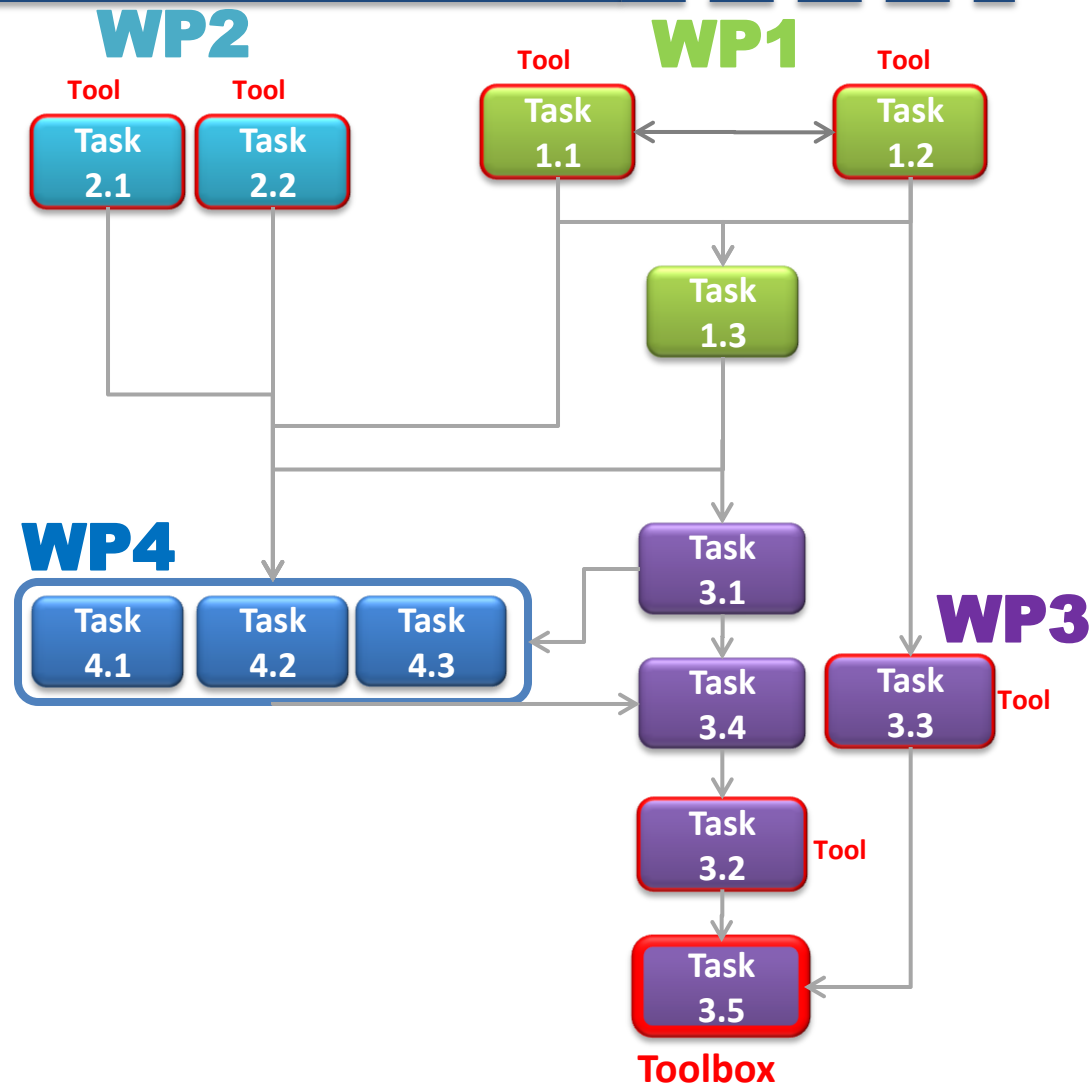 WP2
WP1
Tool
Tool
Tool
Tool
Task
1.1
Task
1.2
Task
2.1
Task
2.2
Task
1.3
WP4
Task
3.1
WP3
Task
4.1
Task
4.2
Task
4.3
Task
3.4
Task
3.3
Tool
Task
3.2
Tool
Task
3.5
Toolbox